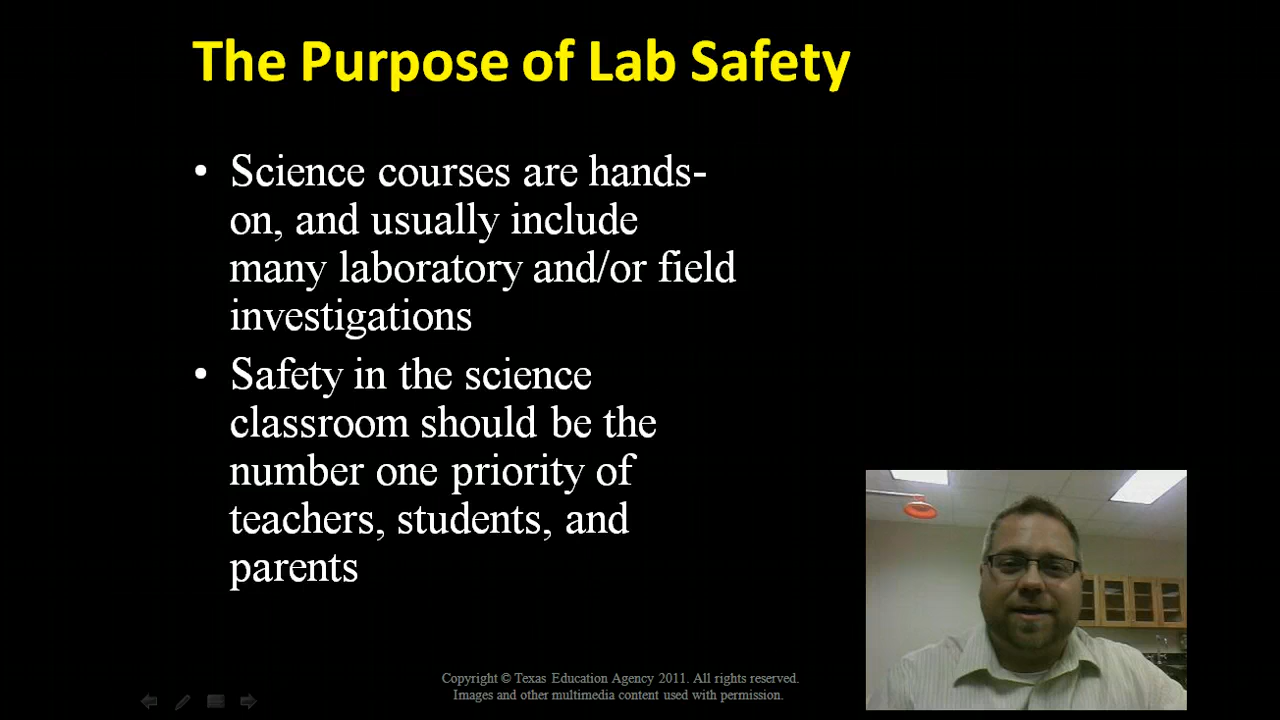 The Purpose of Lab Safety
• Science courses are hands-
on, and usually include
many laboratory and/or field
investigations
• Safety in the science
classroom should be the
number one priority of
teachers, students, and
parents
Copyright © Texas Education Agency 2011. All rights reserved.
Images and other multimedia content used with permission.